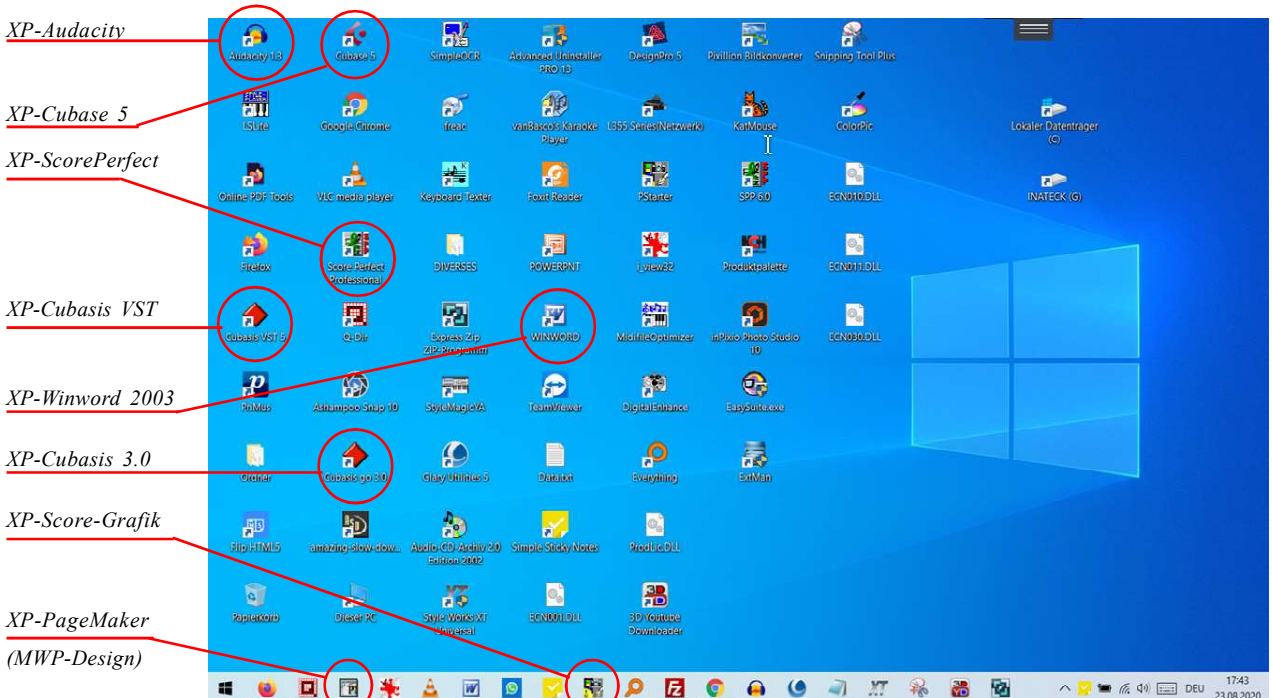 XP-Audacity
XP-Cubase 5
XP-ScorePerfect
XP-Cubasis VST
XP-Winword 2003
XP-Cubasis 3.0
XP-Score-Grafik
XP-PageMaker
(MWP-Design)
Audacity 1.3
Cubase 5
SimpleOCR
Advanced Uninstaller
PRO 13
DesignPro 5
Pixillion Bildkonverter
Snipping Tool Plus
LSLite
Google Chrome
freac
vanBasco's Karaoke
Player
L355 Series(Netzwerk)
KatMouse
ColorPic
Lokaler Datenträger
(C)
Online PDF Tools
VLC media player
Keyboard Texter
Foxit Reader
PStarter
SPP 6.0
ECN010.DLL
INATECK (G)
Firefox
Score Perfect
Professional
DIVERSES
POWERPNT
i_view32
Produktpalette
ECN011.DLL
Cubasis VST 5
Q-Dir
Express Zip
ZIP-Programm
WINWORD
MidifileOptimizer
inPixio Photo Studio
10
ECN030.DLL
PriMus
Ashampoo Snap 10
StyleMagicYA
TeamViewer
DigitalEnhance
EasySuite.exe
Ordner
Cubasis go 3.0
Glary Utilities 5
Data.txt
Everything
ExtMan
Flip HTML5
amazing-slow-dow...
Audio-CD-Archiv 2.0
Edition 2002
Simple Sticky Notes
ProdLic.DLL
Papierkorb
Dieser PC
Style Works XT
Universal
ECN001.DLL
3D Youtube
Downloader
DEU
17:43
23.08.2020